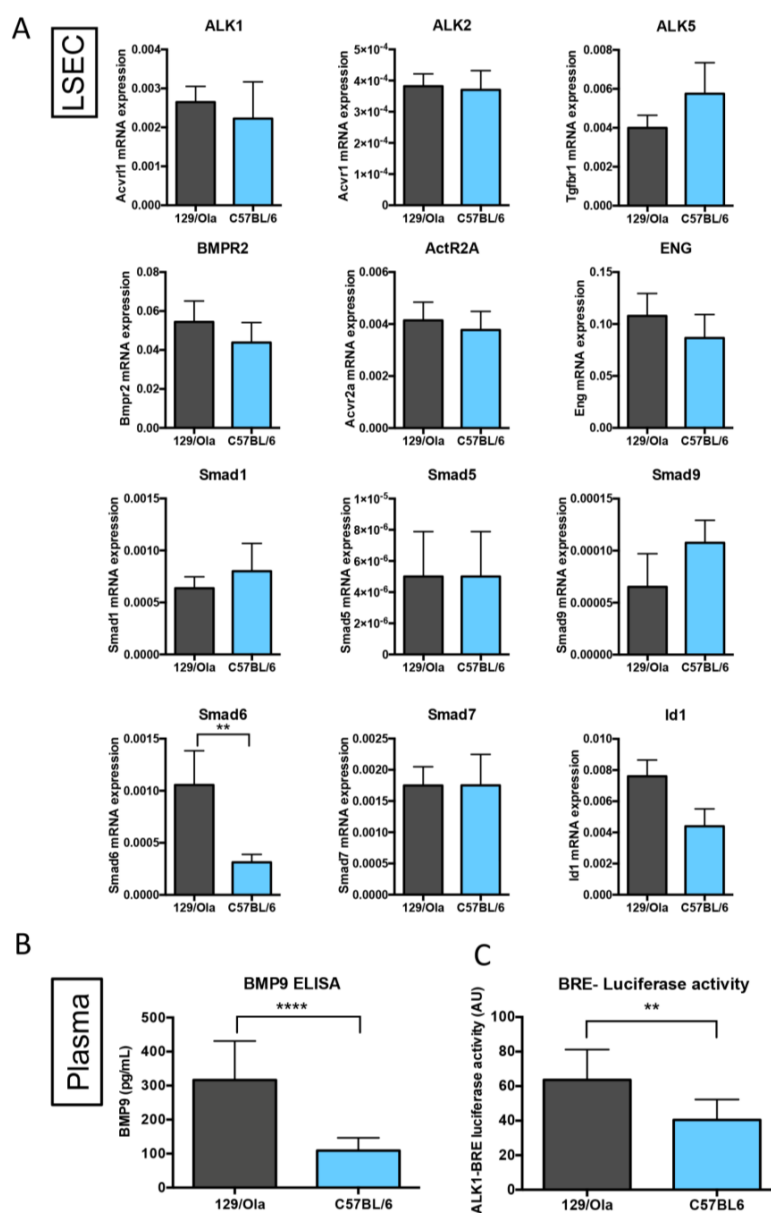 A
LSEC
ALK1
Acvrl1 mRNA expression
0.004
0.003
0.002
0.001
0.000
129/Ola C57BL/6
ALK2
Acvr1 mRNA expression
5×10⁻⁴
4×10⁻⁴
3×10⁻⁴
2×10⁻⁴
1×10⁻⁴
0
129/Ola C57BL/6
ALK5
Tgfbr1 mRNA expression
0.008
0.006
0.004
0.002
0.000
129/Ola C57BL/6
BMPR2
Bmpr2 mRNA expression
0.08
0.06
0.04
0.02
0.00
129/Ola C57BL/6
ActR2A
Acvr2a mRNA expression
0.006
0.004
0.002
0.000
129/Ola C57BL/6
ENG
Eng mRNA expression
0.15
0.10
0.05
0.00
129/Ola C57BL/6
Smad1
Smad1 mRNA expression
0.0015
0.0010
0.0005
0.0000
129/Ola C57BL/6
Smad5
Smad5 mRNA expression
1×10⁻⁵
8×10⁻⁶
6×10⁻⁶
4×10⁻⁶
2×10⁻⁶
0
129/Ola C57BL/6
Smad9
Smad9 mRNA expression
0.00015
0.00010
0.00005
0.00000
129/Ola C57BL/6
Smad6
**
Smad6 mRNA expression
0.0015
0.0010
0.0005
0.0000
129/Ola C57BL/6
Smad7
Smad7 mRNA expression
0.0025
0.0020
0.0015
0.0010
0.0005
0.0000
129/Ola C57BL/6
Id1
Id1 mRNA expression
0.010
0.008
0.006
0.004
0.002
0.000
129/Ola C57BL/6
B
Plasma
BMP9 ELISA
****
BMP9 (pg/mL)
500
400
300
200
100
0
129/Ola C57BL/6
C
BRE- Luciferase activity
**
ALK1-BRE luciferase activity (AU)
100
80
60
40
20
0
129/Ola C57BL6